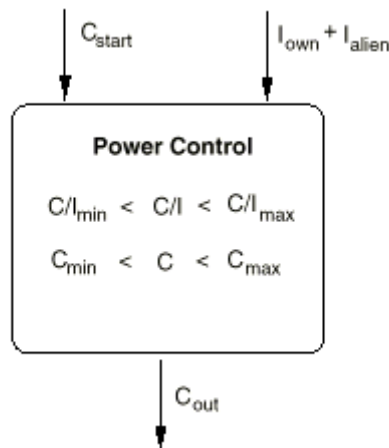 C_start
I_own + I_alien
Power Control
C/I_min < C/I < C/I_max
C_min < C < C_max
C_out